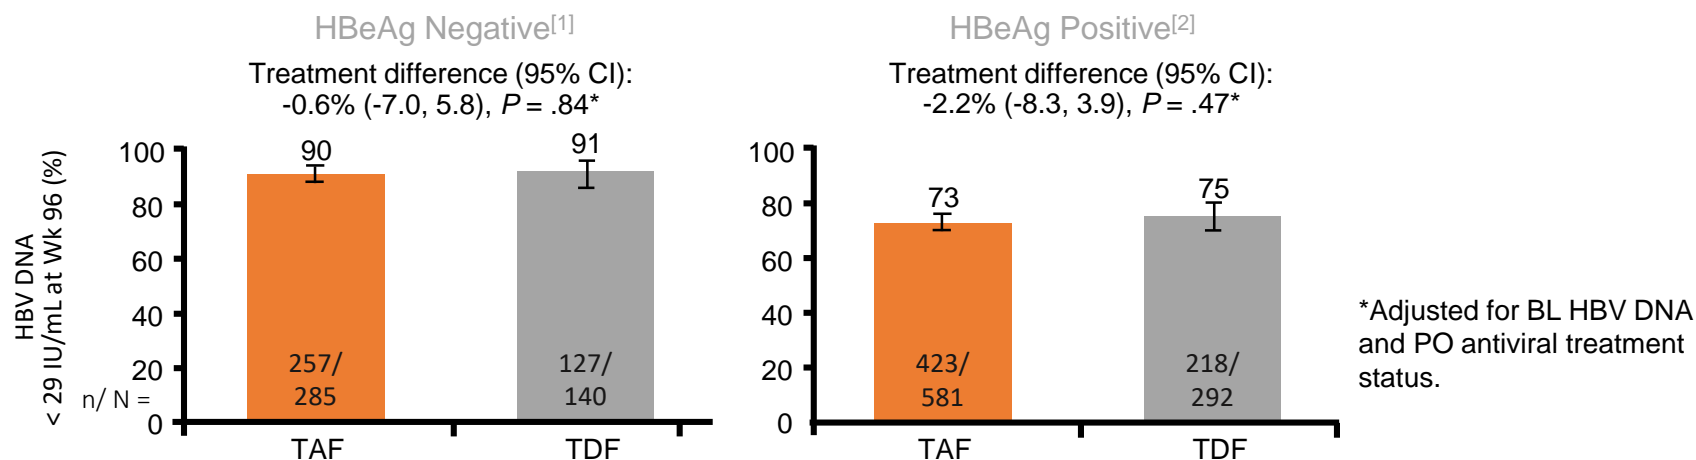 HBeAg Negative[1]
Treatment difference (95% CI):
-0.6% (-7.0, 5.8), P = .84*
HBV DNA
< 29 IU/mL at Wk 96 (%)
100
80
60
40
20
0
n/ N =
90
91
257/
285
127/
140
TAF
TDF
HBeAg Positive[2]
Treatment difference (95% CI):
-2.2% (-8.3, 3.9), P = .47*
100
80
60
40
20
0
73
75
423/
581
218/
292
TAF
TDF
*Adjusted for BL HBV DNA
and PO antiviral treatment
status.